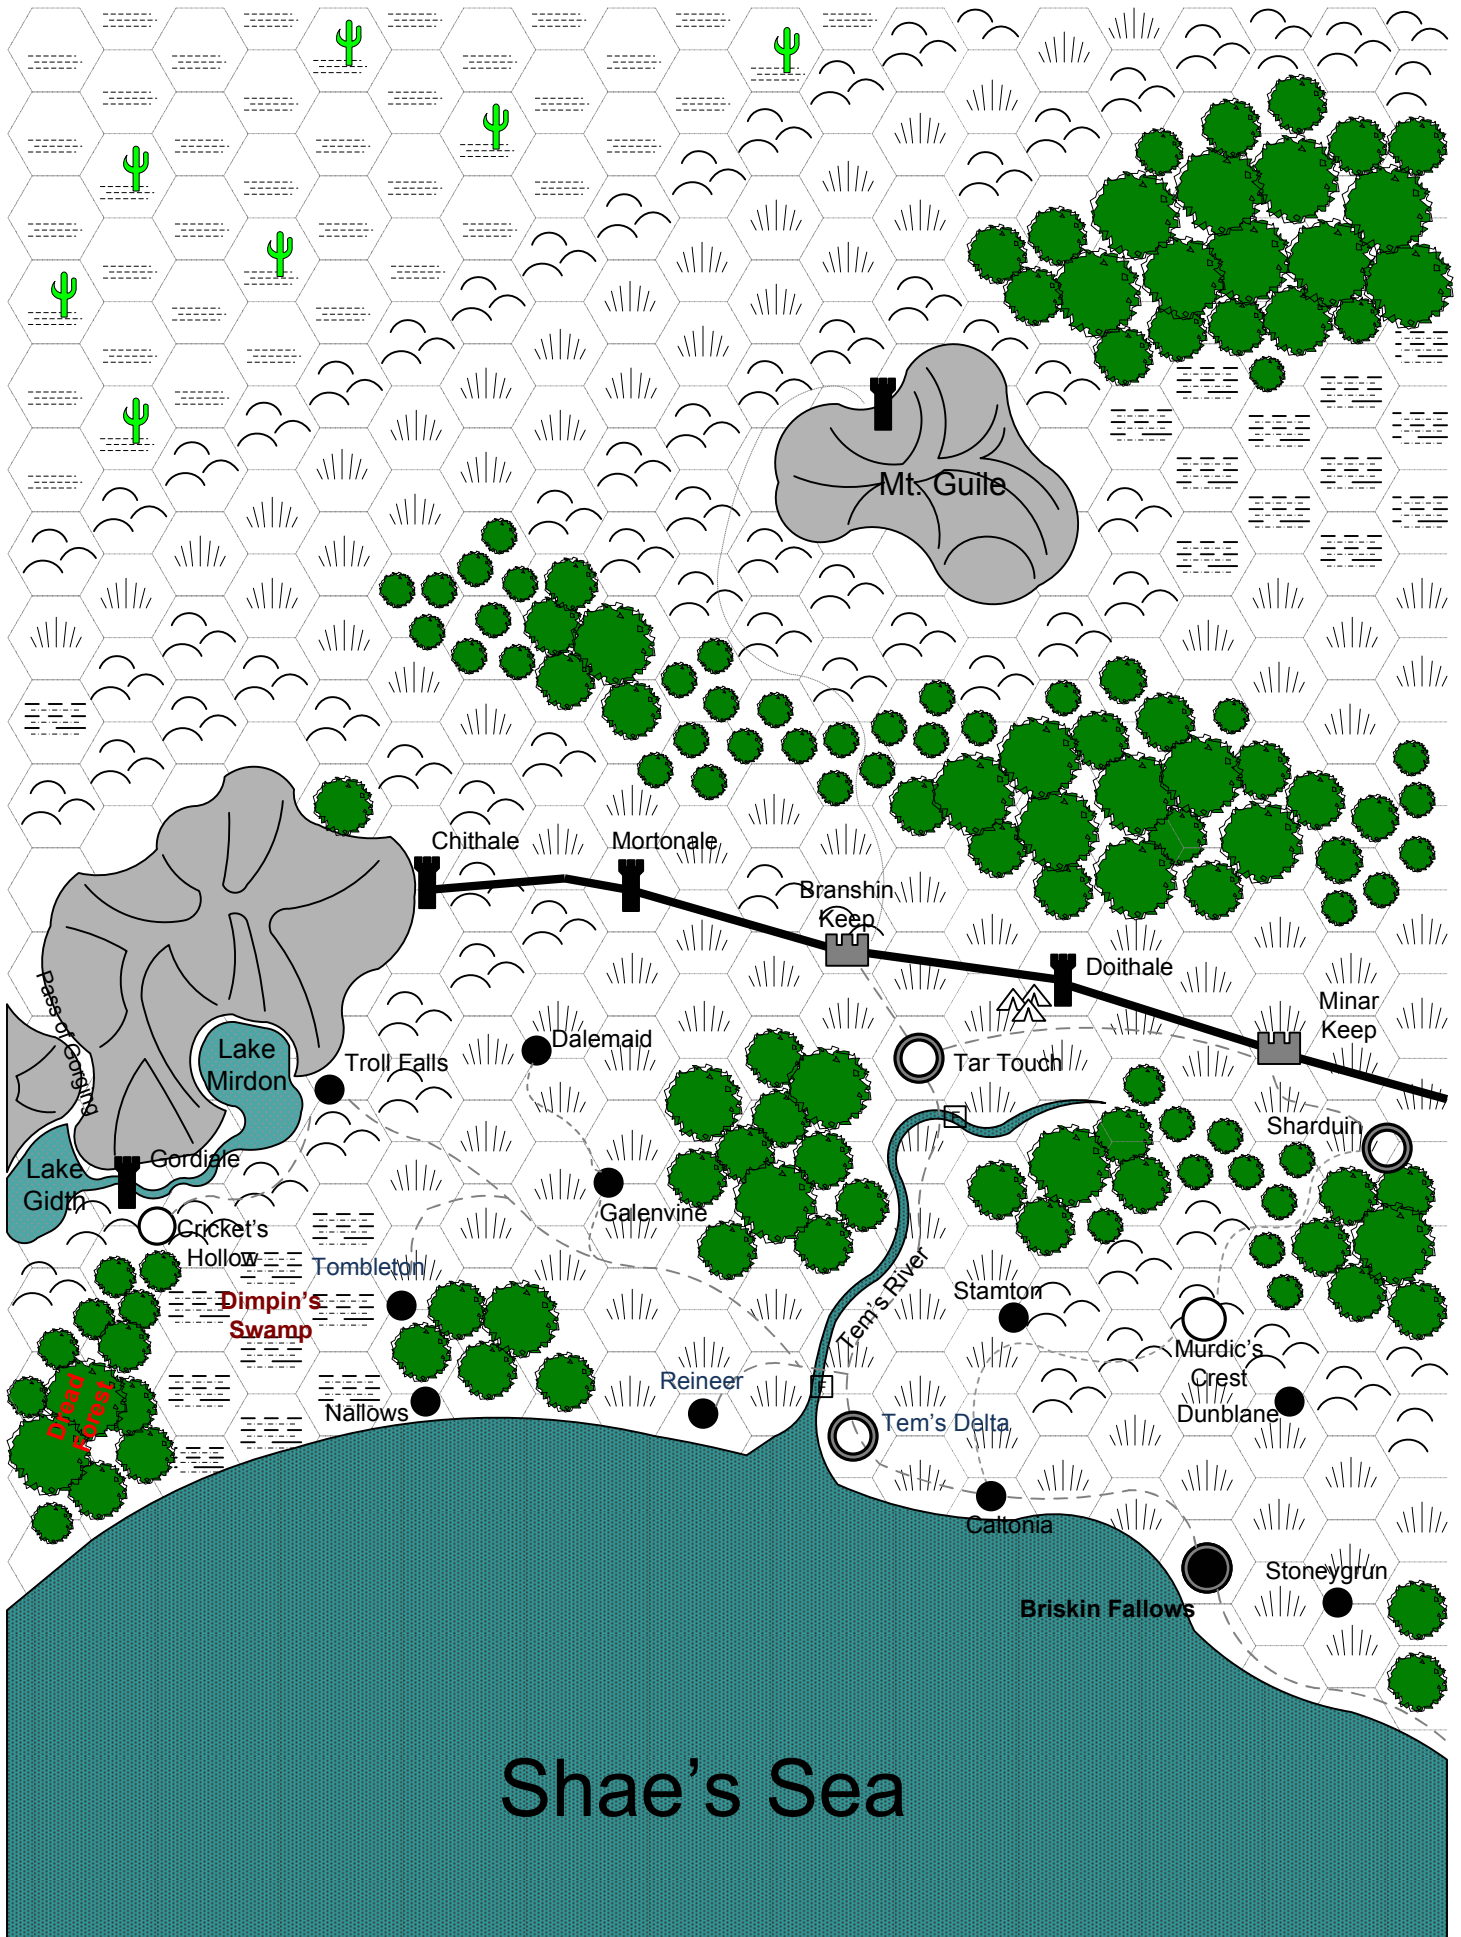 Mt. Guile
Chithale
Mortonale
Branshin
Keep
Doithale
Minar
Keep
Pass of Gorging
Lake
Mirdon
Troll Falls
Dalemaid
Tar Touch
Sharduin
Lake
Gidth
Gordiale
Cricket's
Hollow
Galenvine
Tombleton
Dimpin's
Swamp
Tem's River
Stamton
Murdic's
Crest
Dread
Forest
Nallows
Reineer
Tem's Delta
Dunblane
F
F
Caltonia
Stoneygrun
Briskin Fallows
Shae's Sea